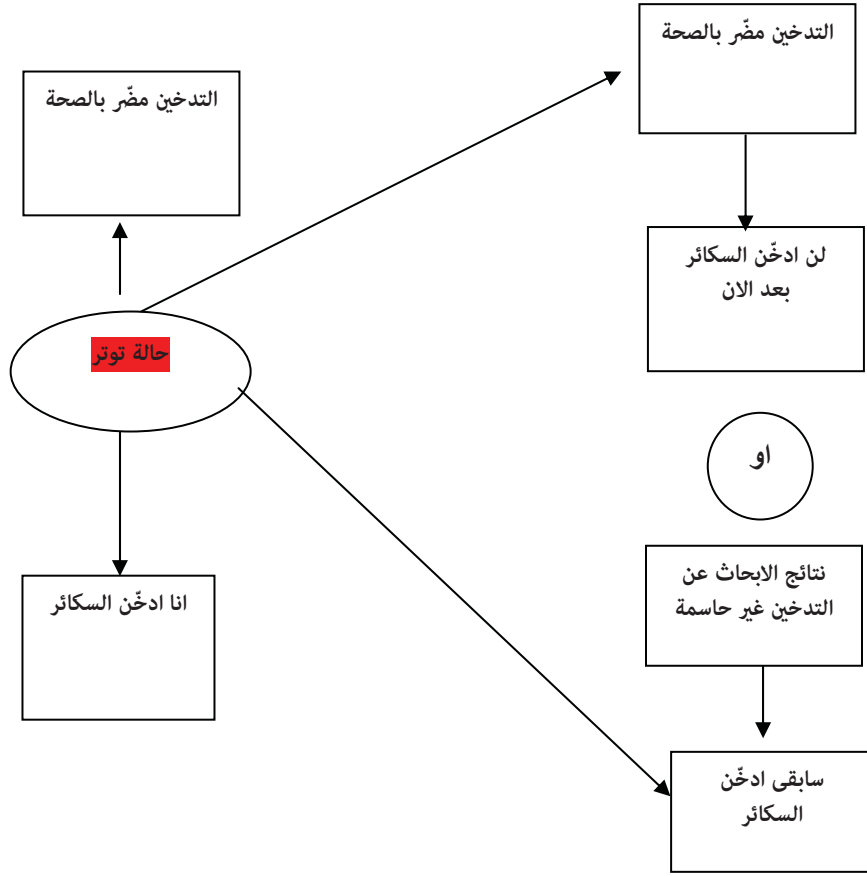 التدخين مضّر بالصحة
التدخين مضّر بالصحة
لن ادخّن السكائر
بعد الان
حالة توتر
او
نتائج الابحاث عن
التدخين غير حاسمة
انا ادخّن السكائر
سابقى ادخّن
السكائر